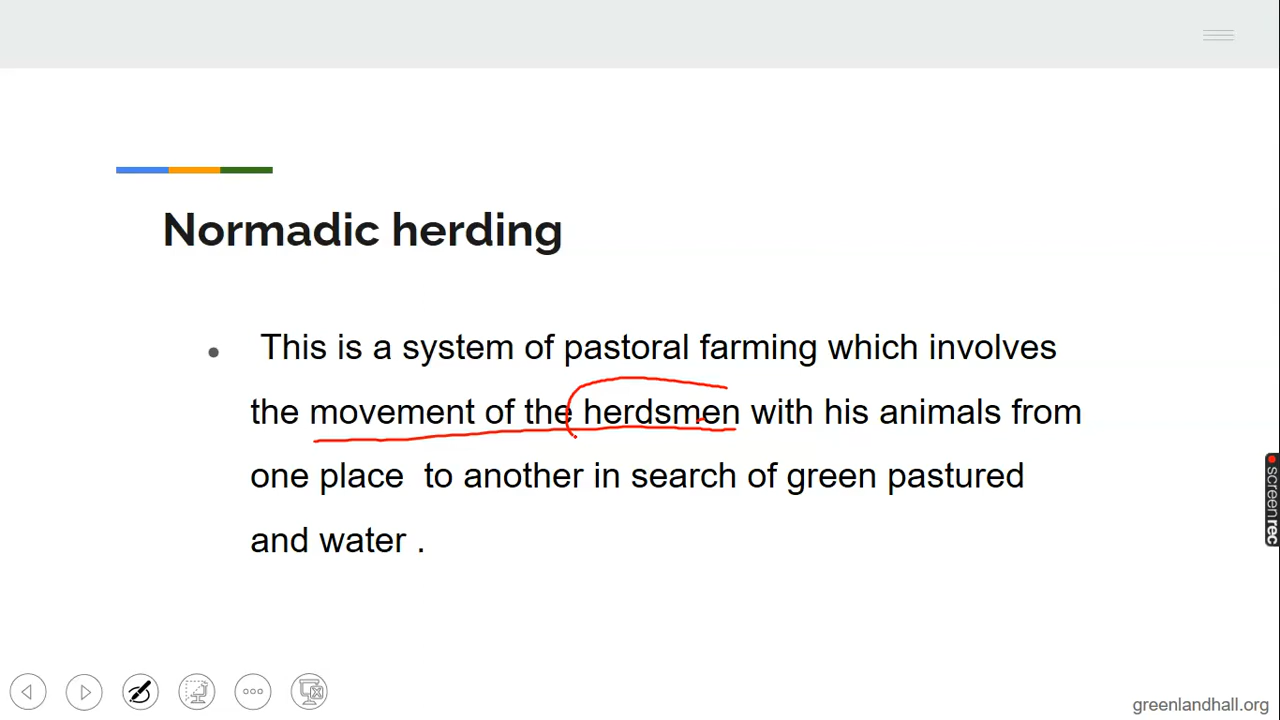 Normadic herding
• This is a system of pastoral farming which involves
the movement of the herdsmen with his animals from
one place to another in search of green pastured
and water .
screenrec
greenlandhall.org